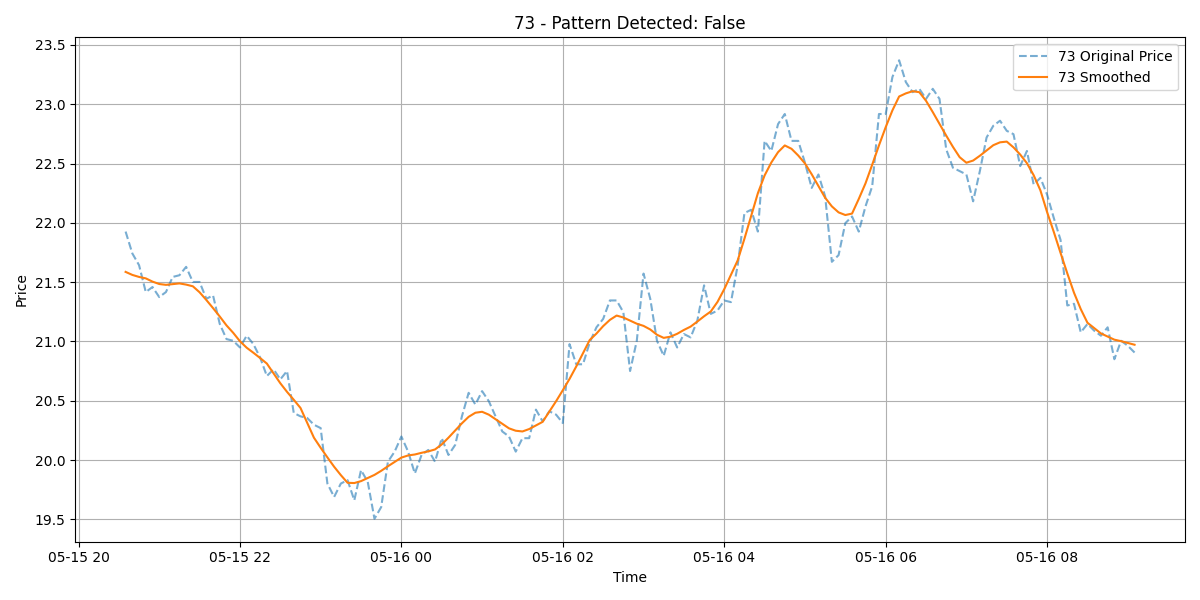 73 - Pattern Detected: False
73 Original Price
73 Smoothed
Price
23.5
23.0
22.5
22.0
21.5
21.0
20.5
20.0
19.5
05-15 20 05-15 22 05-16 00 05-16 02 05-16 04 05-16 06 05-16 08
Time